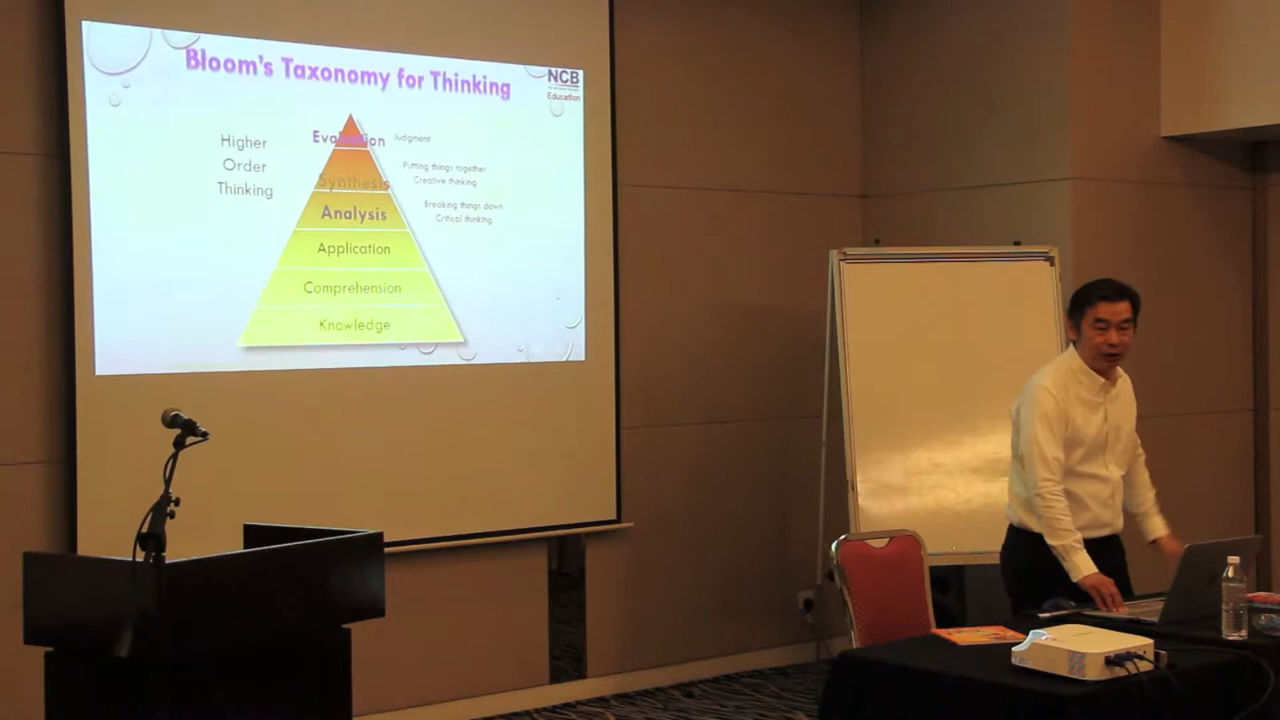 Bloom's Taxonomy for Thinking
NCB
Education
Higher
Order
Thinking
Evaluation
Judgment
Synthesis
Putting things together
Creative thinking
Analysis
Breaking things down
Critical thinking
Application
Comprehension
Knowledge